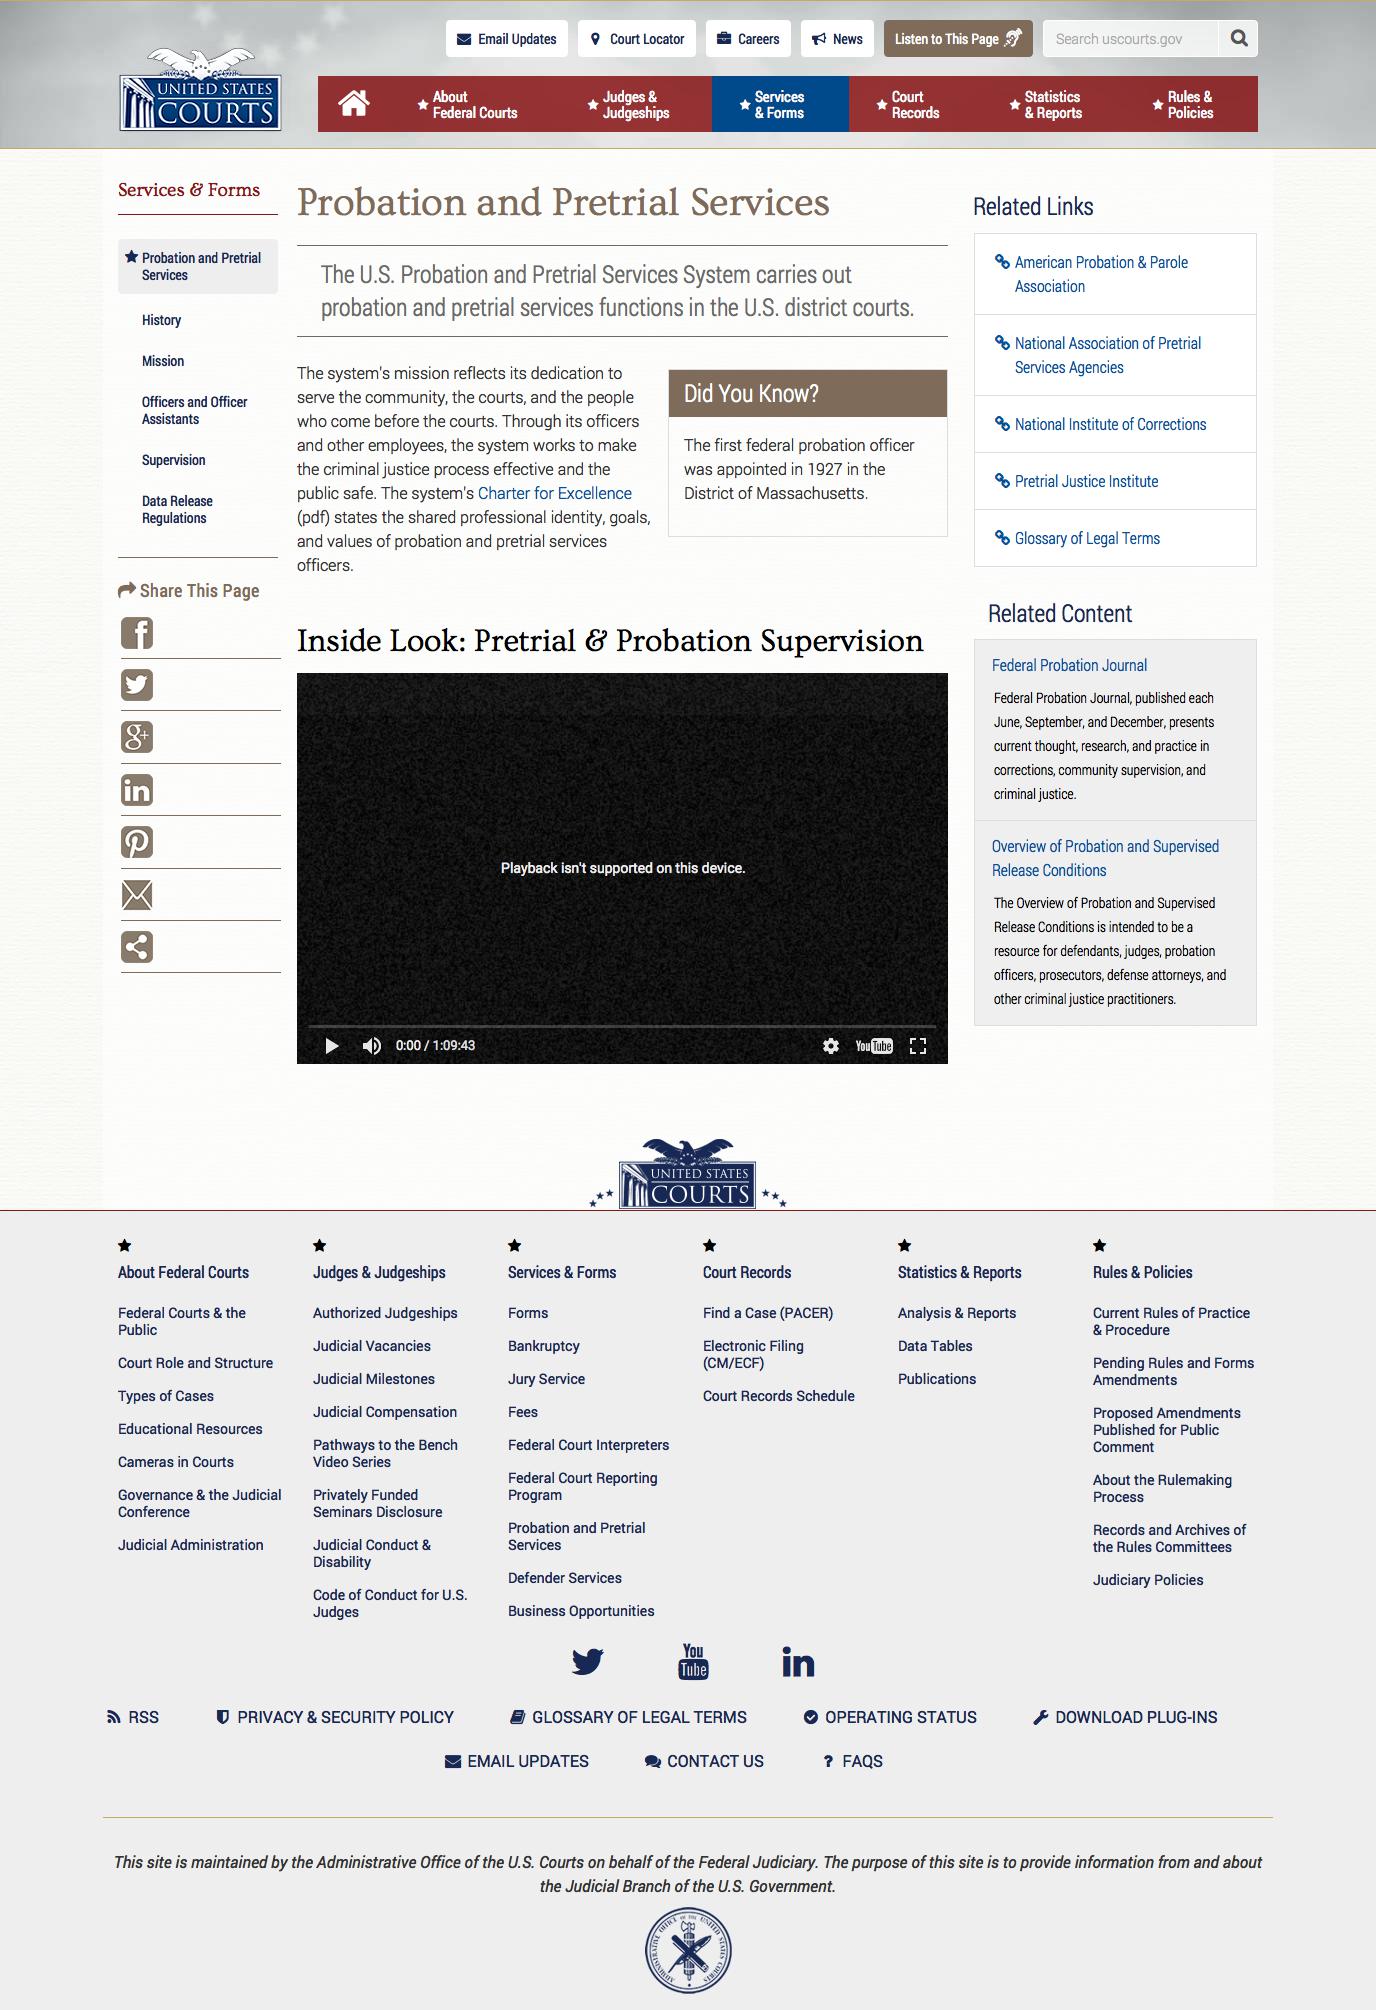 Email Updates
Court Locator
Careers
News
Listen to This Page
Search uscourts.gov
UNITED STATES
COURTS
About
Federal Courts
Judges &
Judgeships
Services
& Forms
Court
Records
Statistics
& Reports
Rules &
Policies
Services & Forms
Probation and Pretrial
Services
History
Mission
Officers and Officer
Assistants
Supervision
Data Release
Regulations
Share This Page
Probation and Pretrial Services
The U.S. Probation and Pretrial Services System carries out
probation and pretrial services functions in the U.S. district courts.
The system's mission reflects its dedication to
serve the community, the courts, and the people
who come before the courts. Through its officers
and other employees, the system works to make
the criminal justice process effective and the
public safe. The system's Charter for Excellence
(pdf) states the shared professional identity, goals,
and values of probation and pretrial services
officers.
Did You Know?
The first federal probation officer
was appointed in 1927 in the
District of Massachusetts.
Inside Look: Pretrial & Probation Supervision
Playback isn't supported on this device.
0:00 / 1:09:43
YouTube
Related Links
American Probation & Parole
Association
National Association of Pretrial
Services Agencies
National Institute of Corrections
Pretrial Justice Institute
Glossary of Legal Terms
Related Content
Federal Probation Journal
Federal Probation Journal, published each
June, September, and December, presents
current thought, research, and practice in
corrections, community supervision, and
criminal justice.
Overview of Probation and Supervised
Release Conditions
The Overview of Probation and Supervised
Release Conditions is intended to be a
resource for defendants, judges, probation
officers, prosecutors, defense attorneys, and
other criminal justice practitioners.
UNITED STATES
COURTS
About Federal Courts
Federal Courts & the
Public
Court Role and Structure
Types of Cases
Educational Resources
Cameras in Courts
Governance & the Judicial
Conference
Judicial Administration
Judges & Judgeships
Authorized Judgeships
Judicial Vacancies
Judicial Milestones
Judicial Compensation
Pathways to the Bench
Video Series
Privately Funded
Seminars Disclosure
Judicial Conduct &
Disability
Code of Conduct for U.S.
Judges
Services & Forms
Forms
Bankruptcy
Jury Service
Fees
Federal Court Interpreters
Federal Court Reporting
Program
Probation and Pretrial
Services
Defender Services
Business Opportunities
Court Records
Find a Case (PACER)
Electronic Filing
(CM/ECF)
Court Records Schedule
Statistics & Reports
Analysis & Reports
Data Tables
Publications
Rules & Policies
Current Rules of Practice
& Procedure
Pending Rules and Forms
Amendments
Proposed Amendments
Published for Public
Comment
About the Rulemaking
Process
Records and Archives of
the Rules Committees
Judiciary Policies
You
Tube
in
RSS
PRIVACY & SECURITY POLICY
GLOSSARY OF LEGAL TERMS
OPERATING STATUS
DOWNLOAD PLUG-INS
EMAIL UPDATES
CONTACT US
? FAQS
This site is maintained by the Administrative Office of the U.S. Courts on behalf of the Federal Judiciary. The purpose of this site is to provide information from and about
the Judicial Branch of the U.S. Government.
ADMINISTRATIVE OFFICE OF THE UNITED STATES COURTS